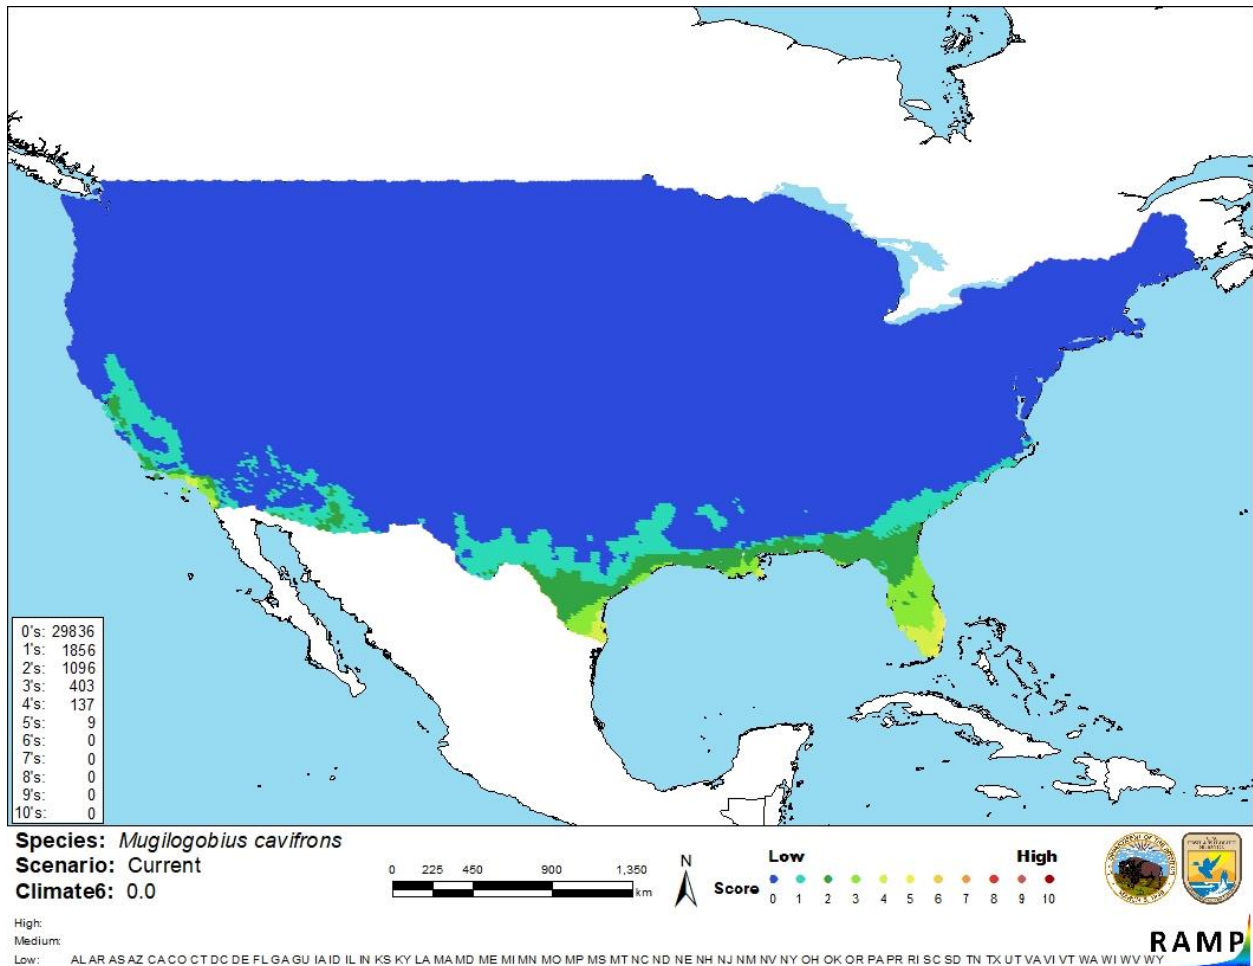 0's: 29836
1's: 1856
2's: 1096
3's: 403
4's: 137
5's: 9
6's: 0
7's: 0
8's: 0
9's: 0
10's: 0
Species: Mugilogobius cavifrons
Scenario: Current
Climate6: 0.0
0 225 450 900 1,350
km
N
Low High
Score
0 1 2 3 4 5 6 7 8 9 10
High:
Medium:
Low: AL AR AS AZ CA CO CT DC DE FL GA GU IA ID IL IN KS KY LA MA MD ME MI MN MO MP MS MT NC ND NE NH NJ NM NV NY OH OK OR PA PR RI SC SD TN TX UT VA VI VT WA WI WV WY
RAMP